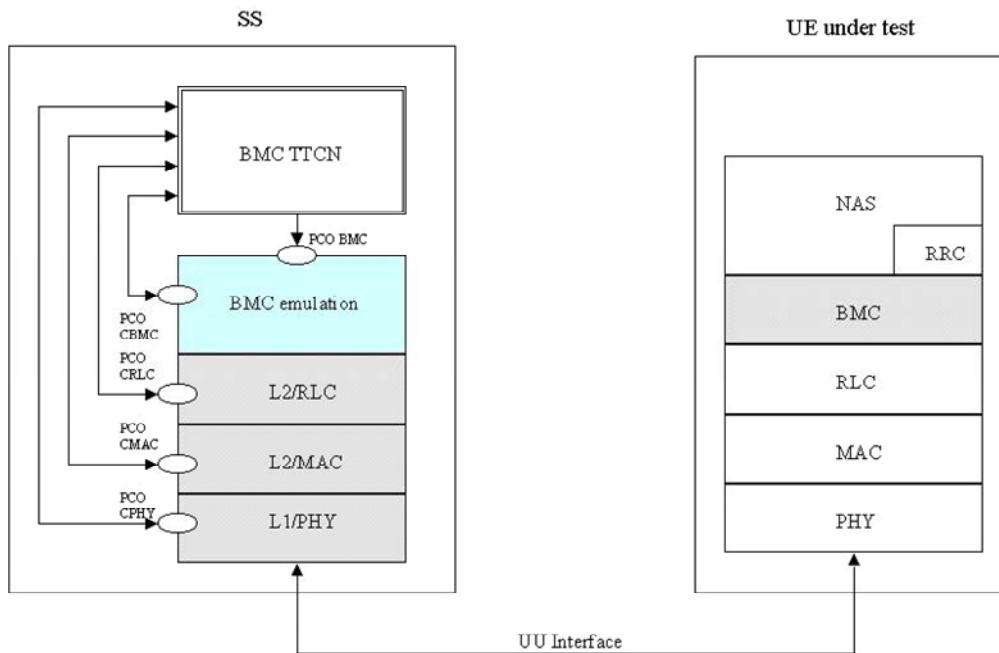 SS
UE under test
BMC TTCN
PCO BMC
BMC emulation
PCO
CBMC
PCO
CRLC
L2/RLC
PCO
CMAC
L2/MAC
PCO
CPHY
L1/PHY
NAS
RRC
BMC
RLC
MAC
PHY
UU Interface